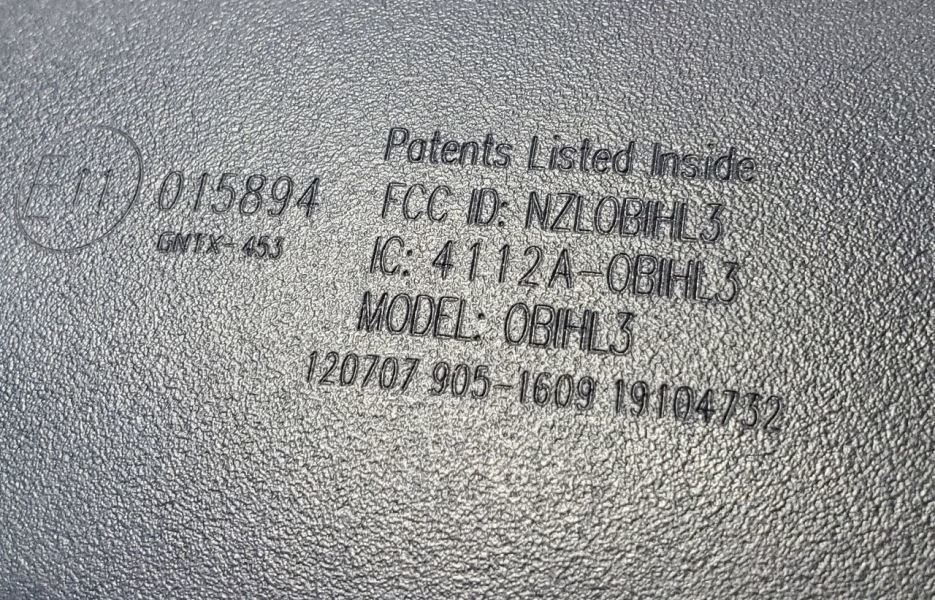 Patents Listed Inside
E11 015894 FCC ID: NZLOBIHL3
GNTX-453 IC: 4112A-OBIHL3
MODEL: OBIHL3
120707 905-1609 19104732